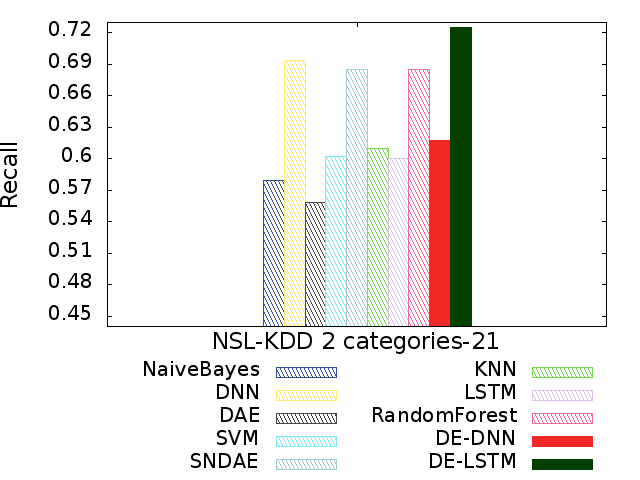 0.72
0.69
0.66
0.63
0.6
0.57
0.54
0.51
0.48
0.45
Recall
NSL-KDD 2 categories-21
NaiveBayes
DNN
DAE
SVM
SNDAE
KNN
LSTM
RandomForest
DE-DNN
DE-LSTM